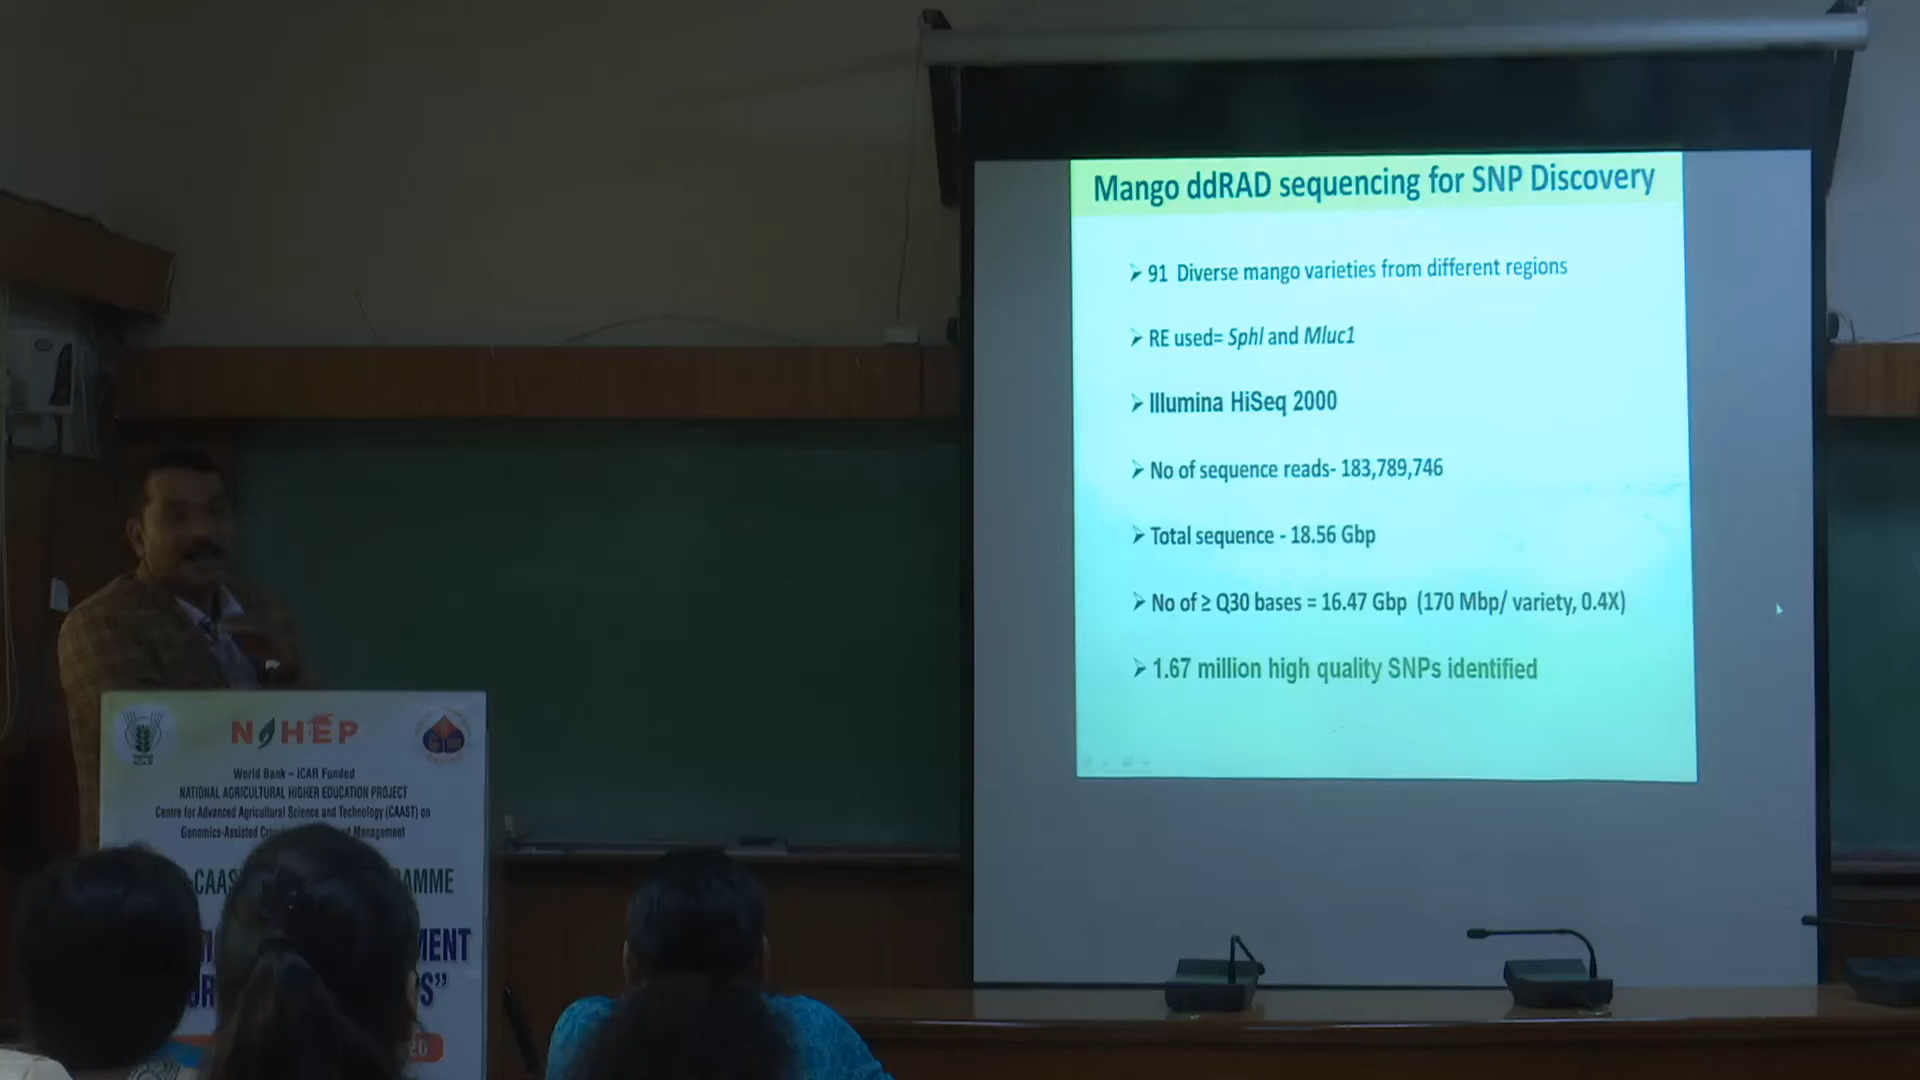 Mango ddRAD sequencing for SNP Discovery
➢ 91 Diverse mango varieties from different regions
➢ RE used= SphI and Mluc1
➢ Illumina HiSeq 2000
➢ No of sequence reads- 183,789,746
➢ Total sequence - 18.56 Gbp
➢ No of ≥ Q30 bases = 16.47 Gbp (170 Mbp/ variety, 0.4X)
➢ 1.67 million high quality SNPs identified
NAHEP
World Bank – ICAR Funded
NATIONAL AGRICULTURAL HIGHER EDUCATION PROJECT
Centre for Advanced Agricultural Science and Technology (CAAST) on
Genomics-Assisted Management